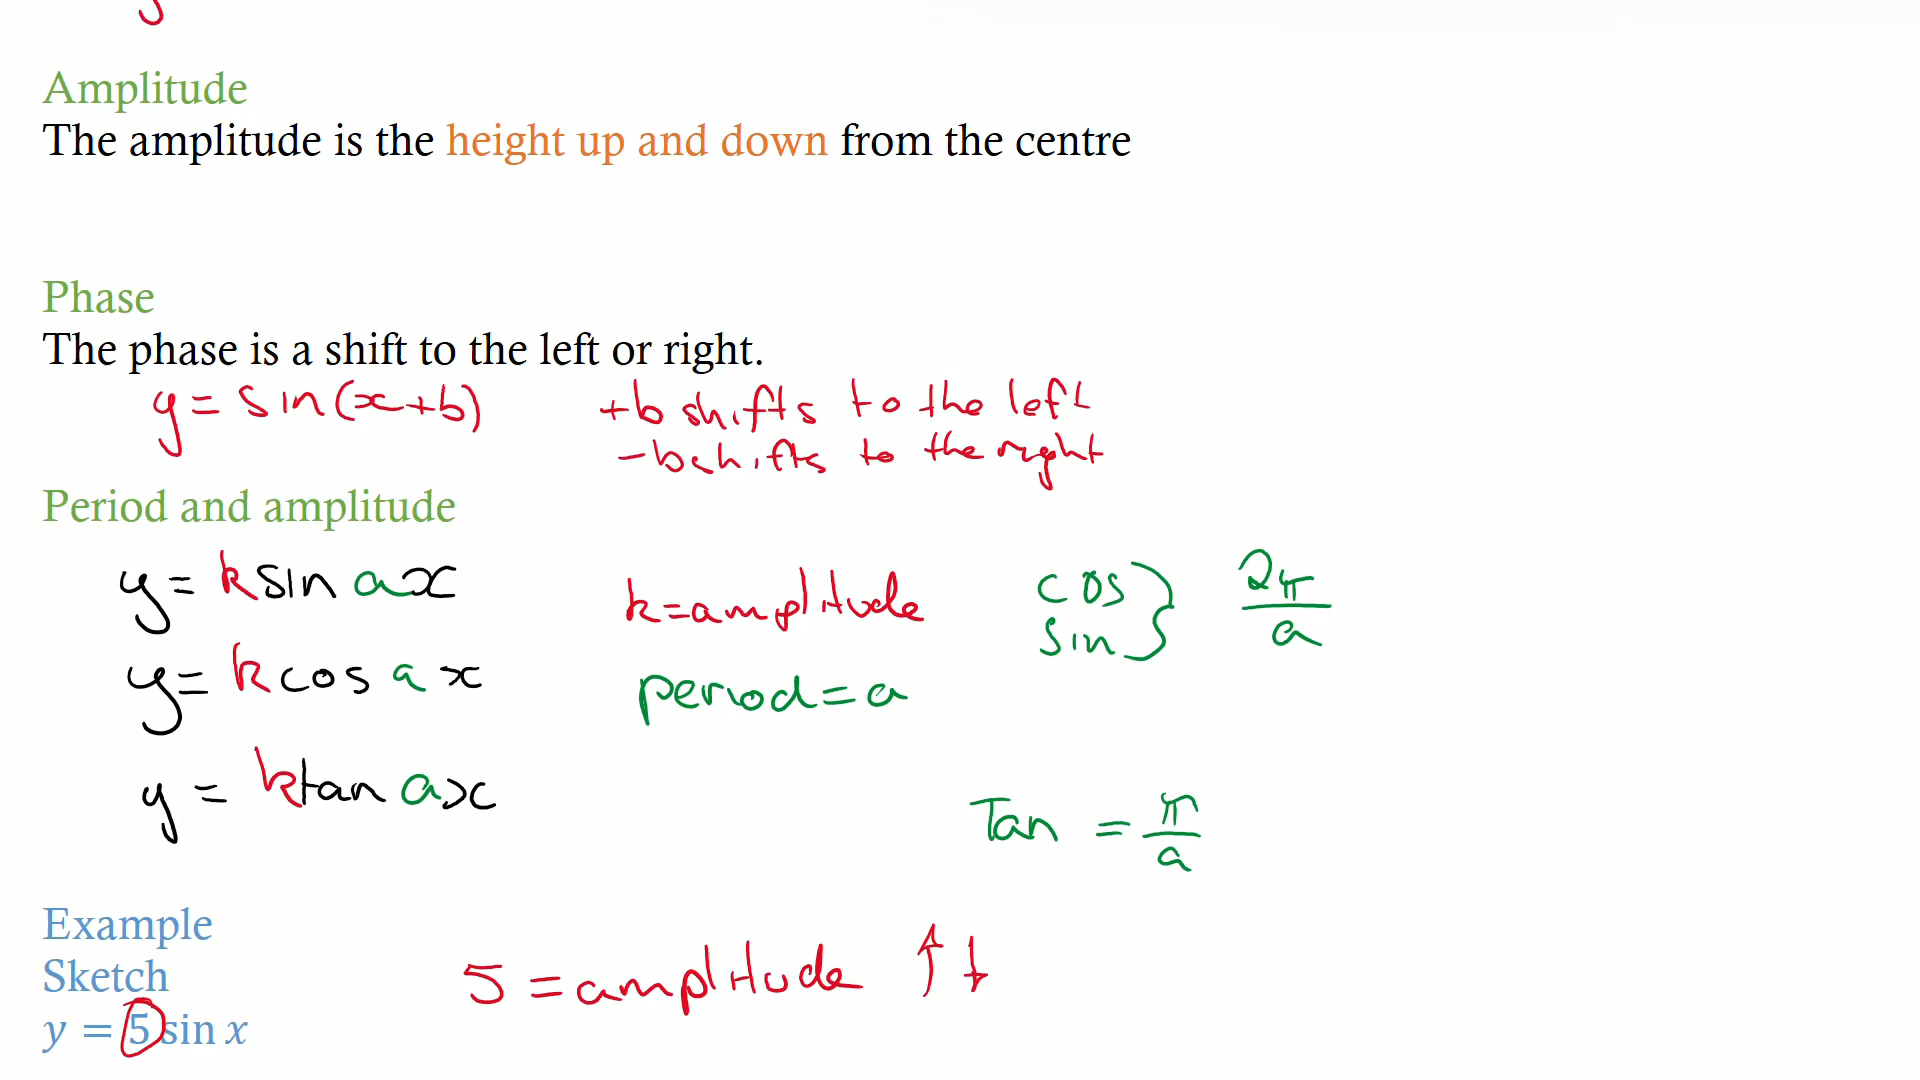 Amplitude
The amplitude is the height up and down from the centre
Phase
The phase is a shift to the left or right.
y = sin(x+b)
+b shifts to the left
-b shifts to the right
Period and amplitude
y = k sin ax
k = amplitude
cos
sin } 2π/a
y = k cos ax
period = a
y = k tan ax
Tan = π/a
Example
Sketch
5 = amplitude ↑ ↓
y = 5 sin x